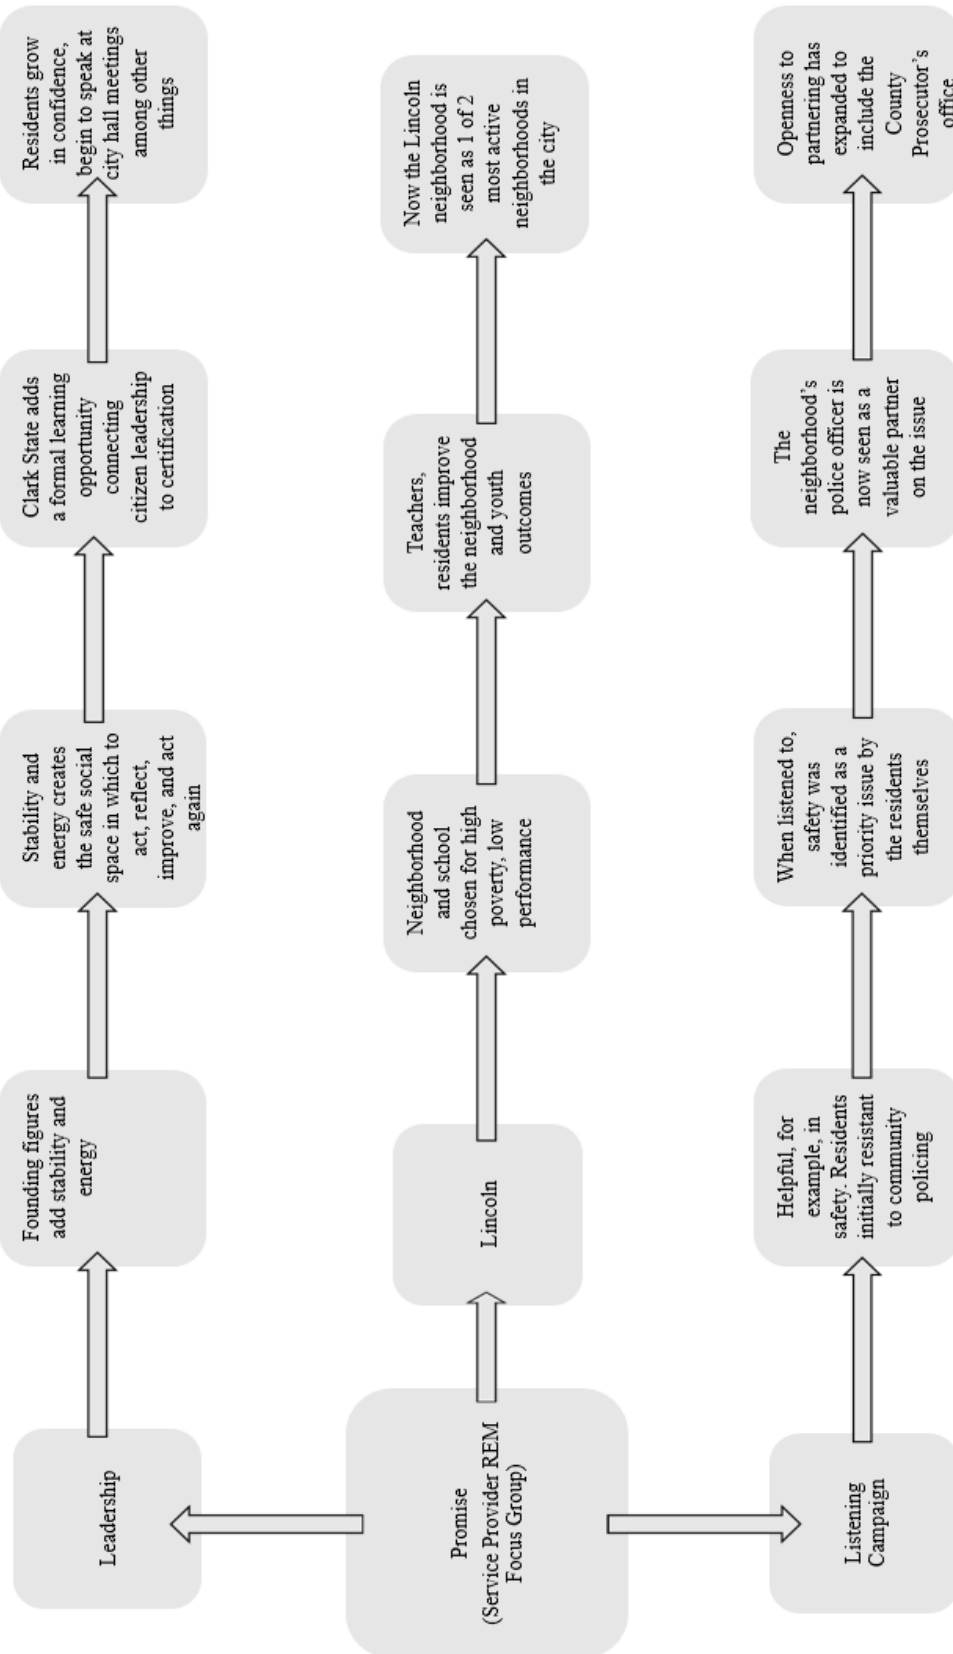 Leadership
Founding figures
add stability and
energy
Stability and
energy creates
the safe social
space in which to
act, reflect,
improve, and act
again
Clark State adds
a formal learning
opportunity
connecting
citizen leadership
to certification
Residents grow
in confidence,
begin to speak at
city hall meetings
among other
things
Promise
(Service Provider REM
Focus Group)
Lincoln
Neighborhood
and school
chosen for high
poverty, low
performance
Teachers,
residents improve
the neighborhood
and youth
outcomes
Now the Lincoln
neighborhood is
seen as 1 of 2
most active
neighborhoods in
the city
Listening
Campaign
Helpful, for
example, in
safety. Residents
initially resistant
to community
policing
When listened to,
safety was
identified as a
priority issue by
the residents
themselves
The
neighborhood's
police officer is
now seen as a
valuable partner
on the issue
Openness to
partnering has
expanded to
include the
County
Prosecutor's
office